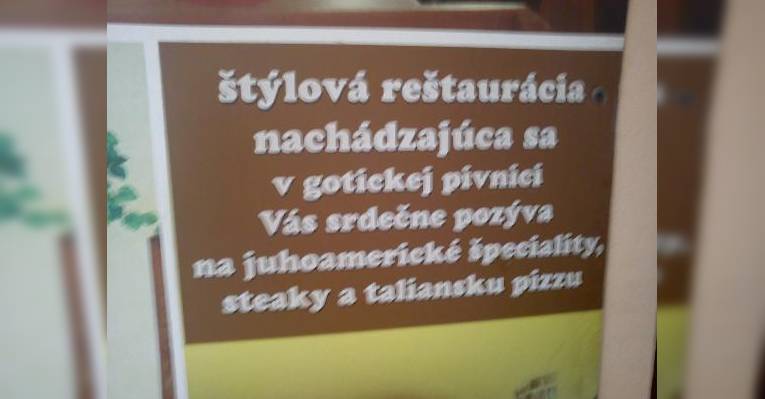 štýlová reštaurácia
nachádzajúca sa
v gotickej pivnici
Vás srdečne pozýva
na juhoamerické špeciality,
steaky a taliansku pizzu